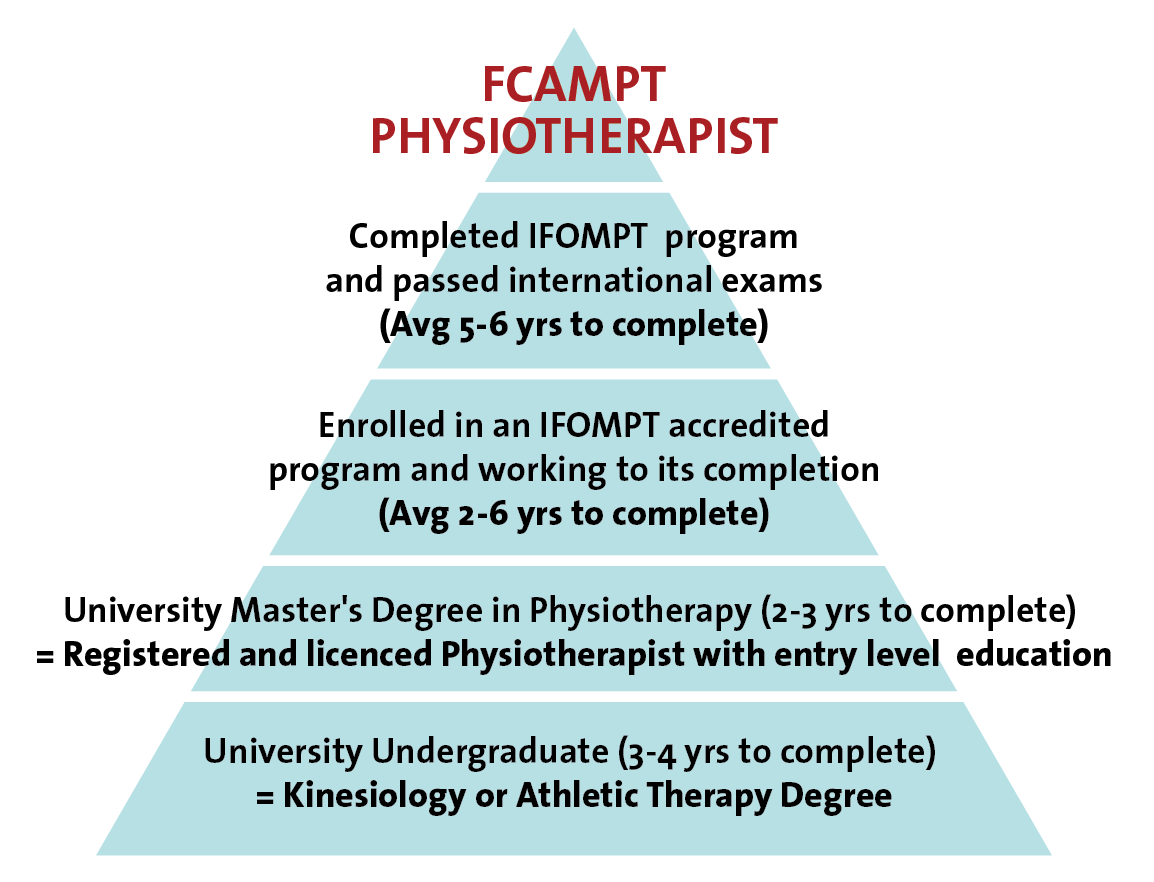 FCAMPT
PHYSIOTHERAPIST
Completed IFOMPT  program
and passed international exams
(Avg 5-6 yrs to complete)
Enrolled in an IFOMPT accredited
program and working to its completion
(Avg 2-6 yrs to complete)
University Master's Degree in Physiotherapy (2-3 yrs to complete)
= Registered and licenced Physiotherapist with entry level  education
University Undergraduate (3-4 yrs to complete)
= Kinesiology or Athletic Therapy Degree